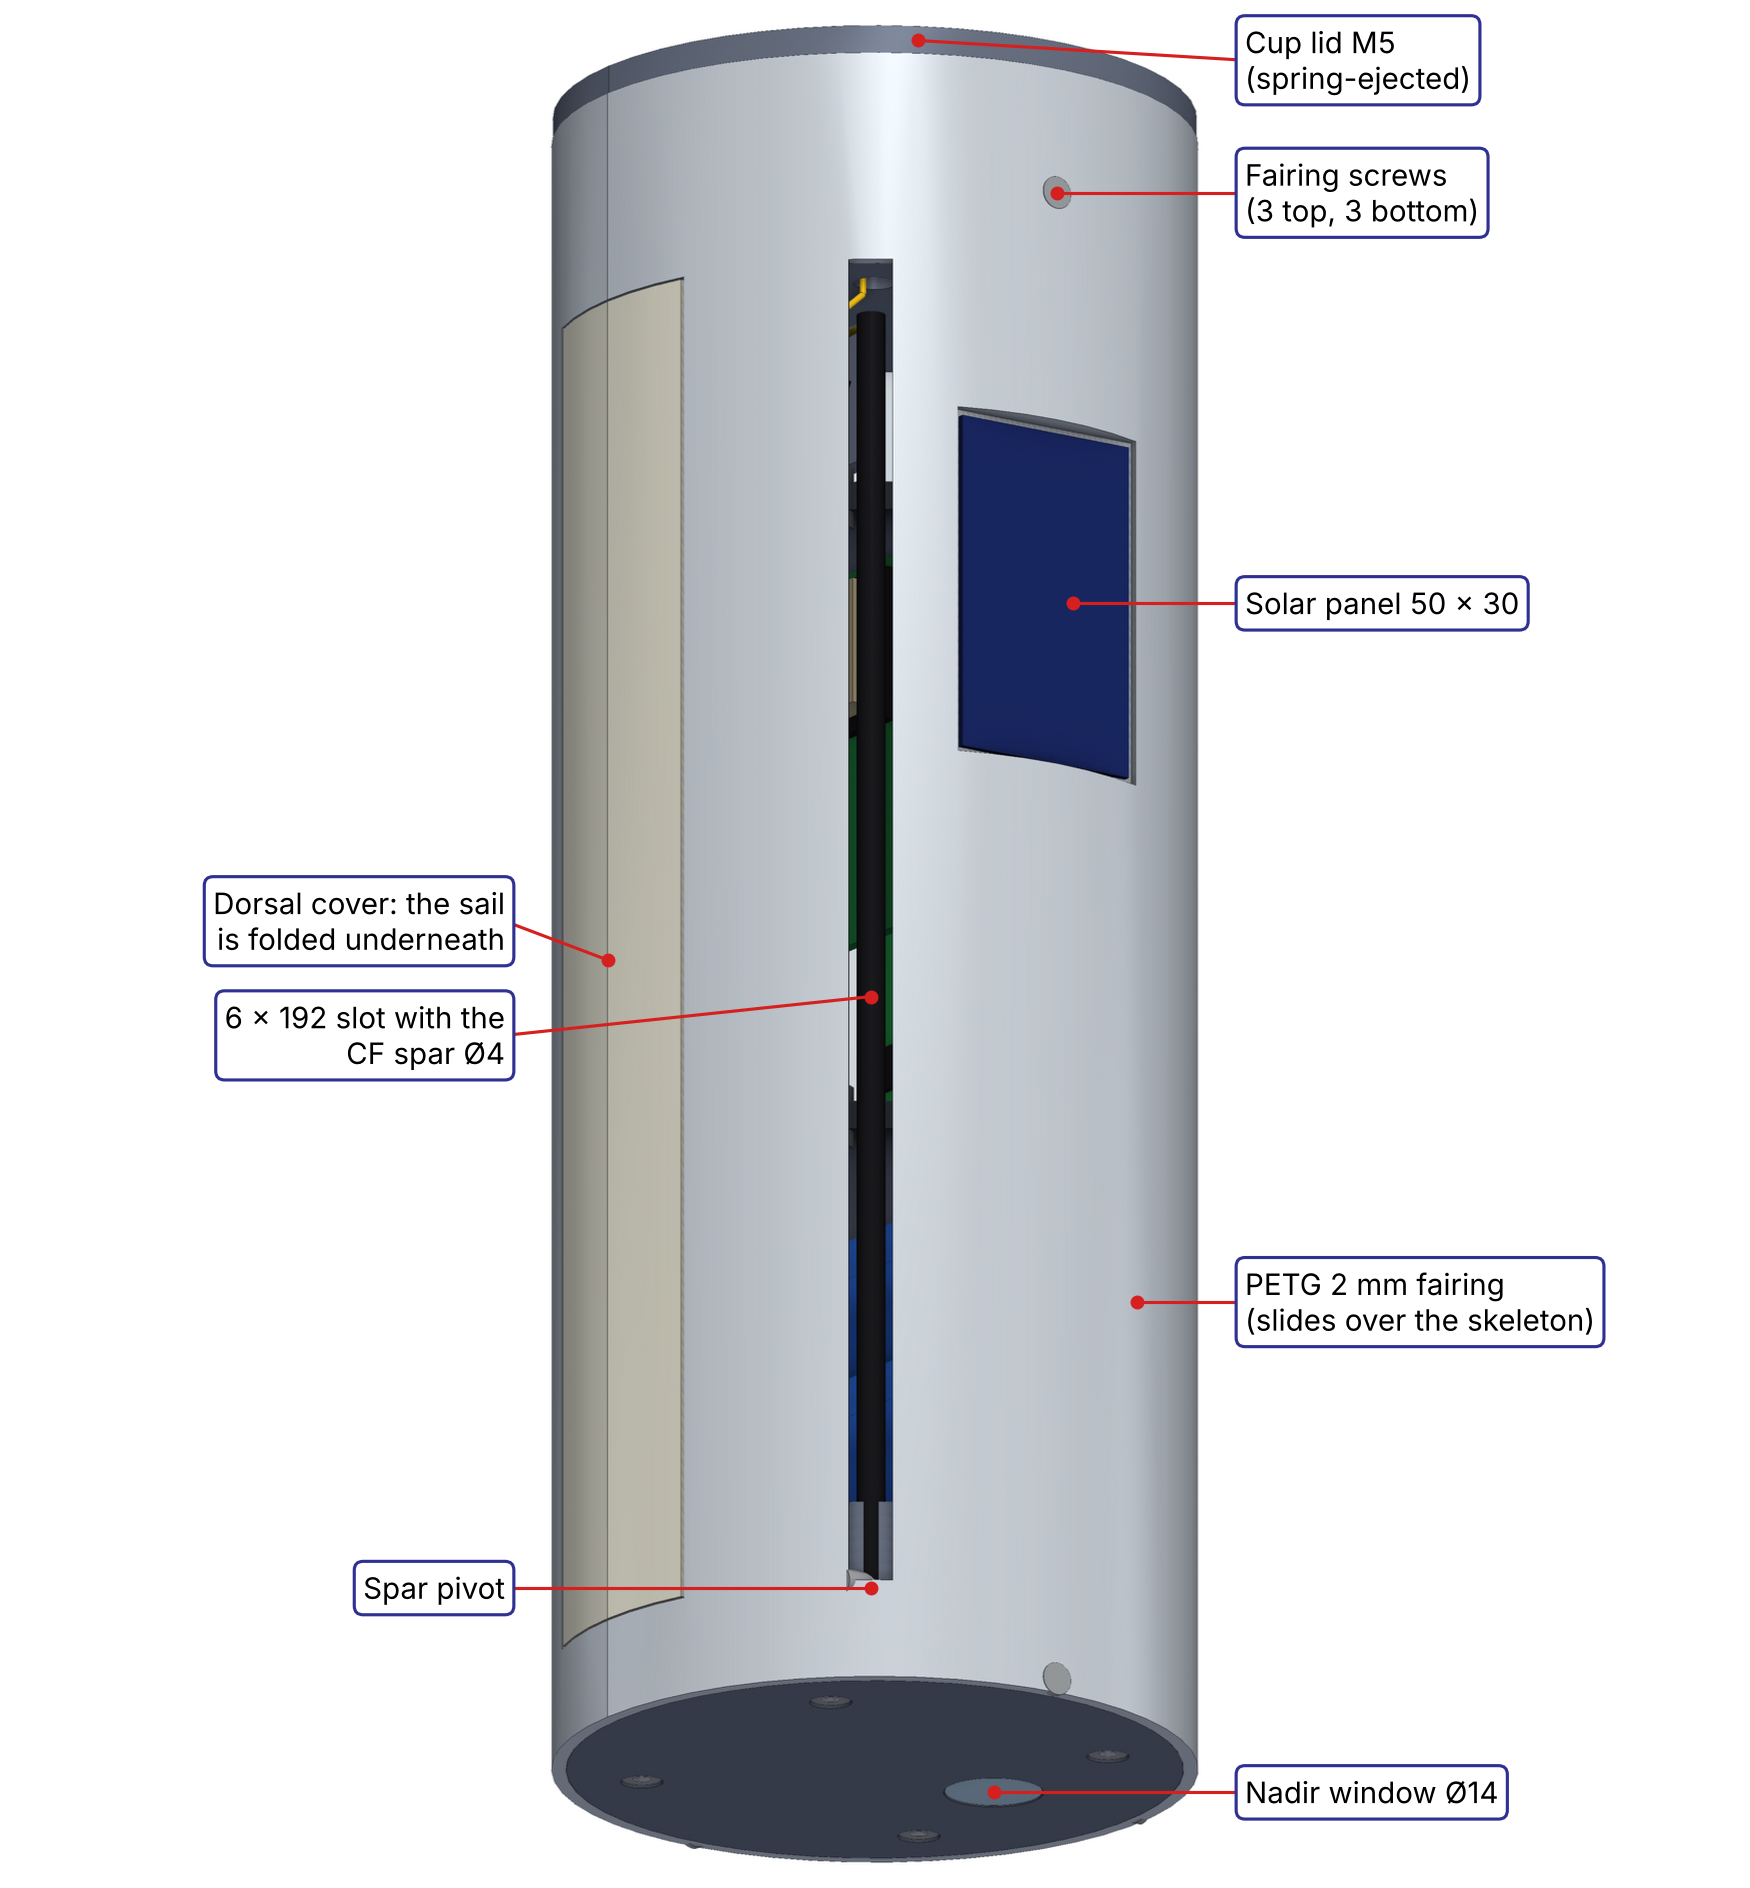 Cup lid M5
(spring-ejected)
Fairing screws
(3 top, 3 bottom)
Solar panel 50 × 30
Dorsal cover: the sail
is folded underneath
6 × 192 slot with the
CF spar Ø4
PETG 2 mm fairing
(slides over the skeleton)
Spar pivot
Nadir window Ø14